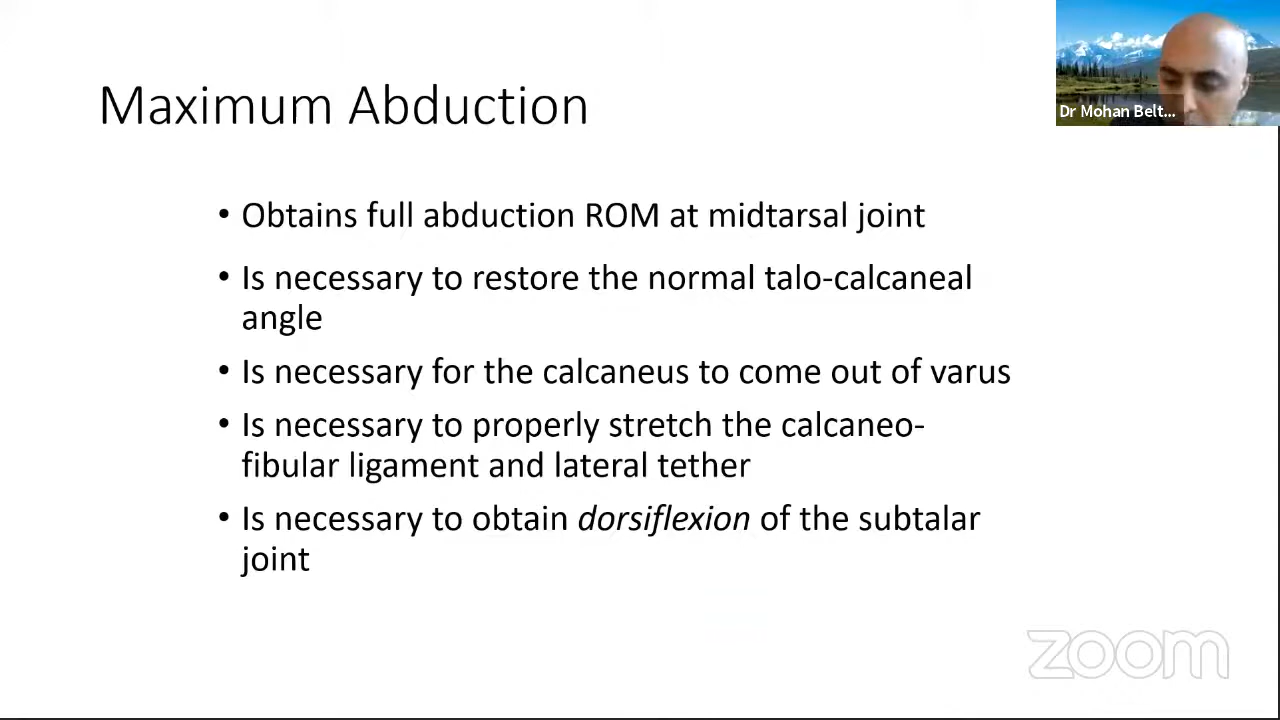 Maximum Abduction
Dr Mohan Belt...
• Obtains full abduction ROM at midtarsal joint
• Is necessary to restore the normal talo-calcaneal
angle
• Is necessary for the calcaneus to come out of varus
• Is necessary to properly stretch the calcaneo-
fibular ligament and lateral tether
• Is necessary to obtain dorsiflexion of the subtalar
joint
zoom